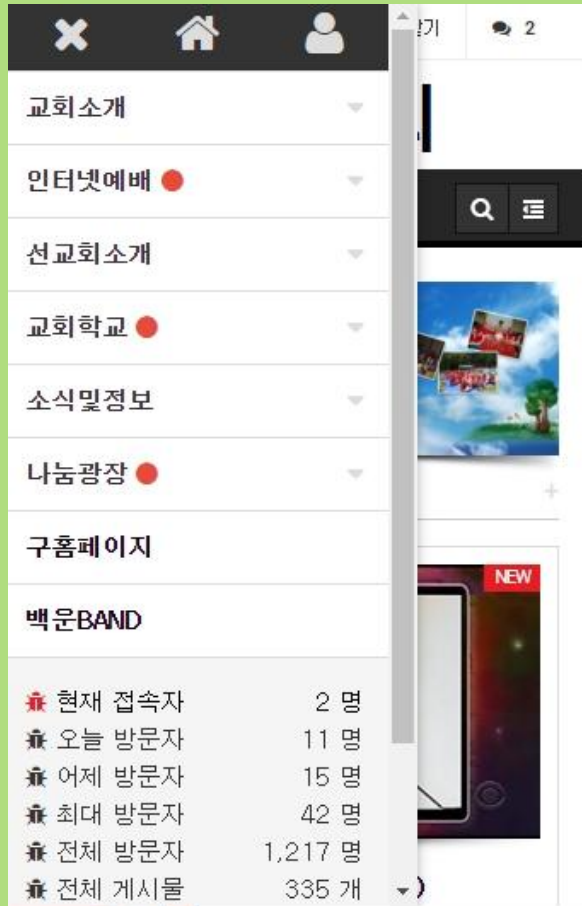 2
교회소개
인터넷예배
선교회소개
교회학교
소식및정보
나눔광장
구홈페이지
백운BAND
NEW
현재 접속자 2 명
오늘 방문자 11 명
어제 방문자 15 명
최대 방문자 42 명
전체 방문자 1,217 명
전체 게시물 335 개